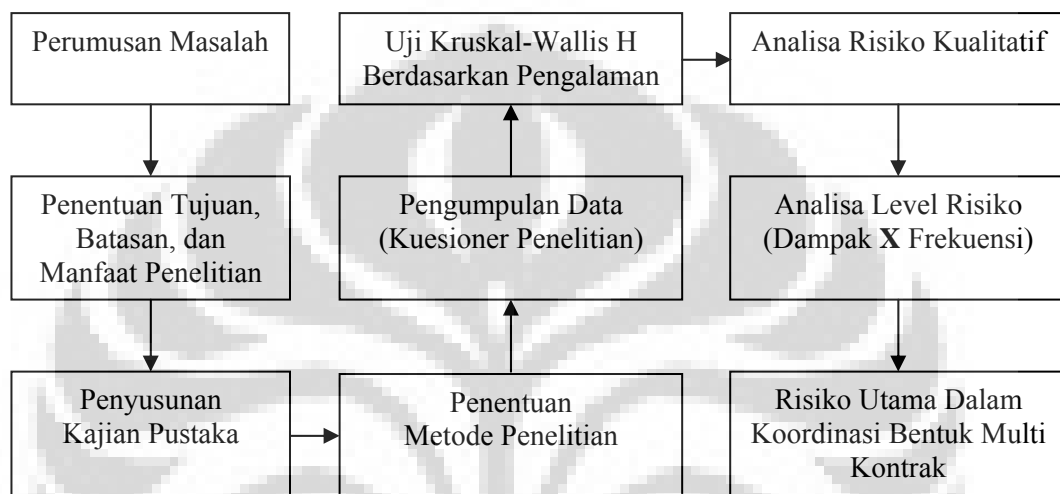 Perumusan Masalah
Penentuan Tujuan,
Batasan, dan
Manfaat Penelitian
Penyusunan
Kajian Pustaka
Penentuan
Metode Penelitian
Pengumpulan Data
(Kuesioner Penelitian)
Uji Kruskal-Wallis H
Berdasarkan Pengalaman
Analisa Risiko Kualitatif
Analisa Level Risiko
(Dampak X Frekuensi)
Risiko Utama Dalam
Koordinasi Bentuk Multi
Kontrak